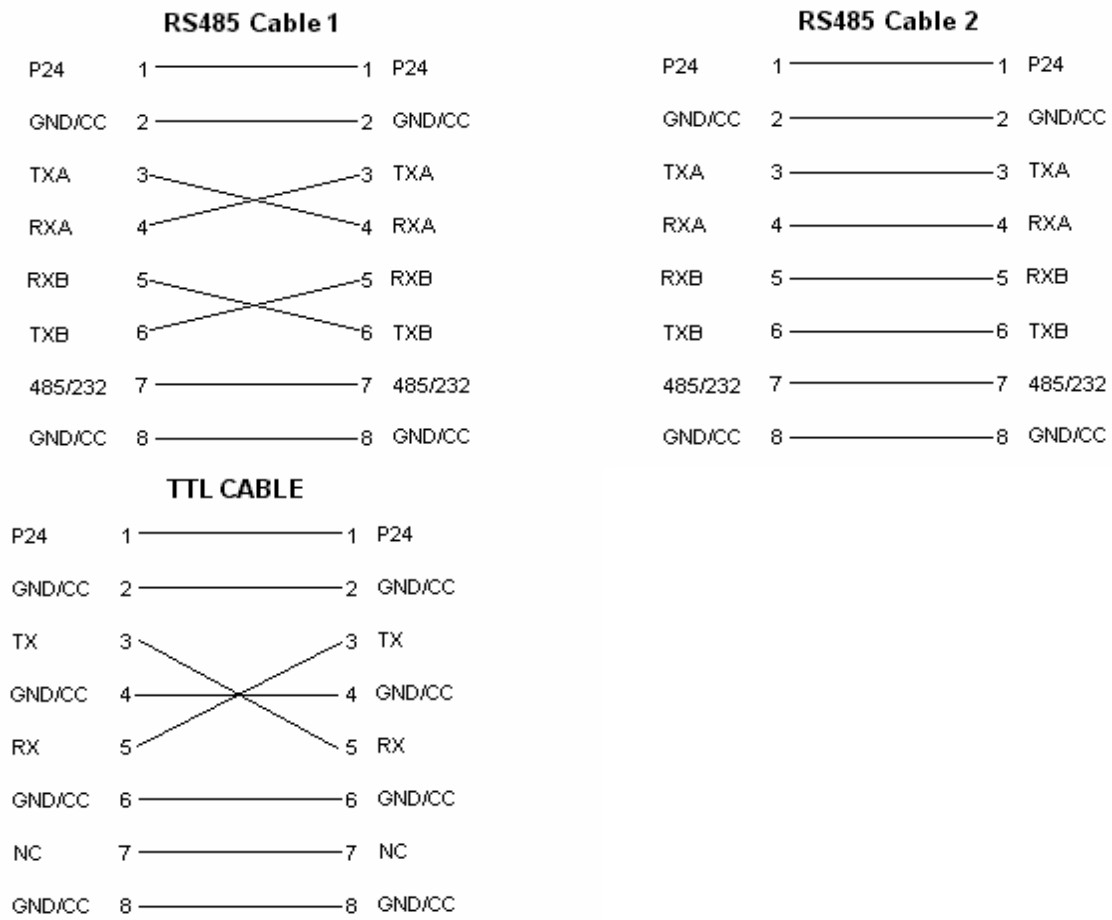 RS485 Cable 1
P24 1 1 P24
GND/CC 2 2 GND/CC
TXA 3 3 TXA
RXA 4 4 RXA
RXB 5 5 RXB
TXB 6 6 TXB
485/232 7 7 485/232
GND/CC 8 8 GND/CC
RS485 Cable 2
P24 1 1 P24
GND/CC 2 2 GND/CC
TXA 3 3 TXA
RXA 4 4 RXA
RXB 5 5 RXB
TXB 6 6 TXB
485/232 7 7 485/232
GND/CC 8 8 GND/CC
TTL CABLE
P24 1 1 P24
GND/CC 2 2 GND/CC
TX 3 3 TX
GND/CC 4 4 GND/CC
RX 5 5 RX
GND/CC 6 6 GND/CC
NC 7 7 NC
GND/CC 8 8 GND/CC